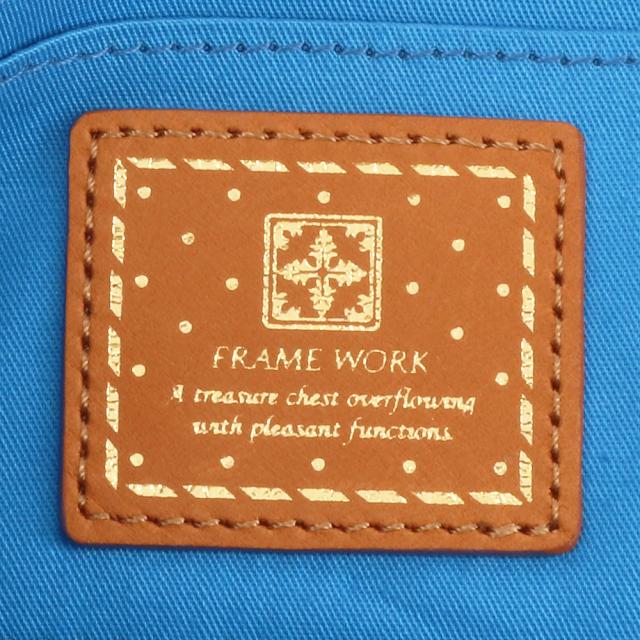 FRAME WORK
A treasure chest overflowing
with pleasant functions.